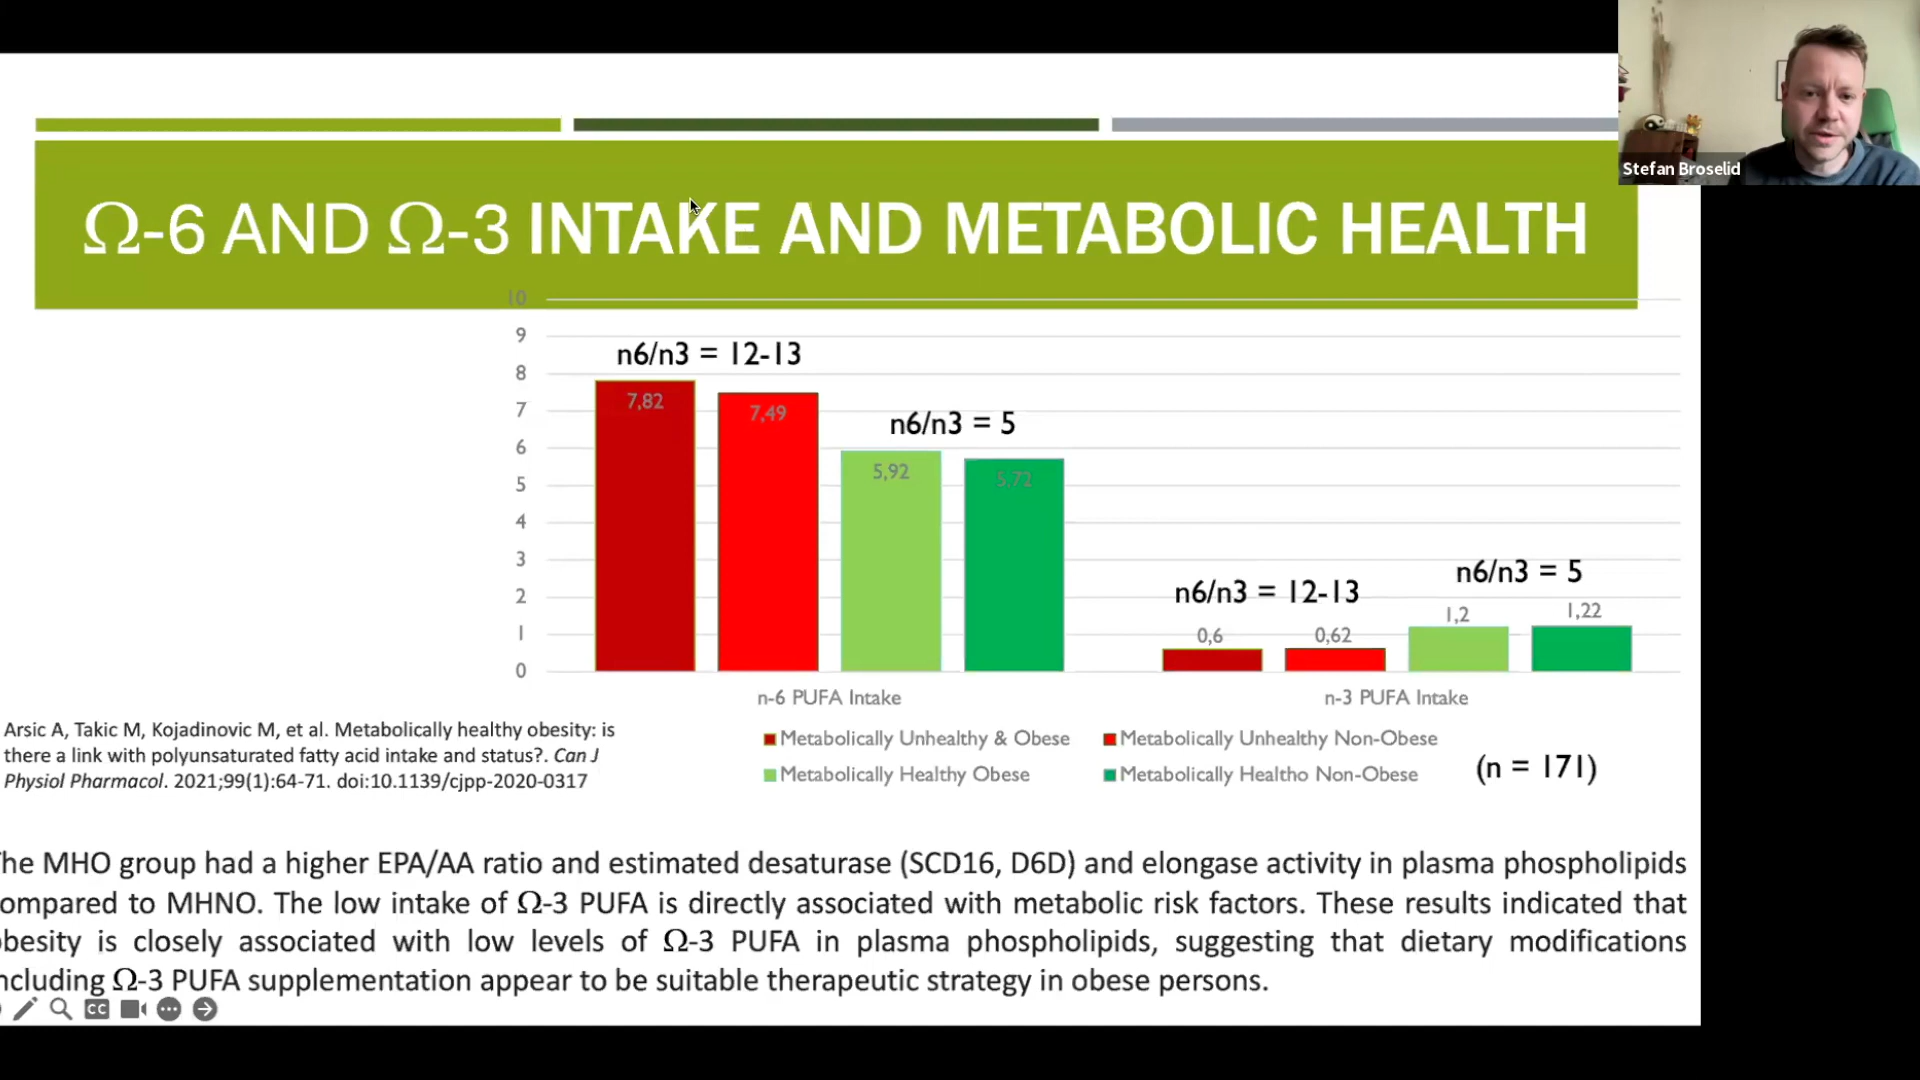 Stefan Broselid
Ω-6 AND Ω-3 INTAKE AND METABOLIC HEALTH
10
9
8
7
6
5
4
3
2
1
0
n6/n3 = 12-13
7,82
7,49
n6/n3 = 5
5,92
5,72
n6/n3 = 12-13
0,6
0,62
n6/n3 = 5
1,2
1,22
n-6 PUFA Intake
n-3 PUFA Intake
Metabolically Unhealthy & Obese
Metabolically Unhealthy Non-Obese
Metabolically Healthy Obese
Metabolically Healtho Non-Obese
(n = 171)
Arsic A, Takic M, Kojadinovic M, et al. Metabolically healthy obesity: is
there a link with polyunsaturated fatty acid intake and status?. Can J
Physiol Pharmacol. 2021;99(1):64-71. doi:10.1139/cjpp-2020-0317
he MHO group had a higher EPA/AA ratio and estimated desaturase (SCD16, D6D) and elongase activity in plasma phospholipids
ompared to MHNO. The low intake of Ω-3 PUFA is directly associated with metabolic risk factors. These results indicated that
besity is closely associated with low levels of Ω-3 PUFA in plasma phospholipids, suggesting that dietary modifications
ncluding Ω-3 PUFA supplementation appear to be suitable therapeutic strategy in obese persons.
CC